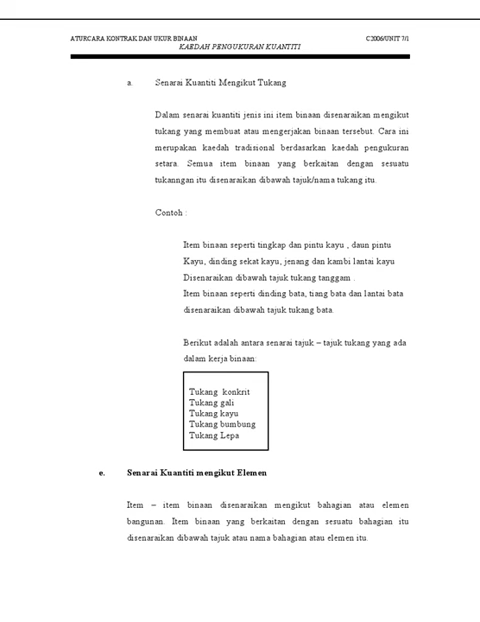 ATURCARA KONTRAK DAN UKUR BINAAN C2006/UNIT 7/1
KAEDAH PENGUKURAN KUANTITI
a. Senarai Kuantiti Mengikut Tukang
Dalam senarai kuantiti jenis ini item binaan disenaraikan mengikut
tukang yang membuat atau mengerjakan binaan tersebut. Cara ini
merupakan kaedah tradisional berdasarkan kaedah pengukuran
setara. Semua item binaan yang berkaitan dengan sesuatu
tukanngan itu disenaraikan dibawah tajuk/nama tukang itu.
Contoh :
Item binaan seperti tingkap dan pintu kayu , daun pintu
Kayu, dinding sekat kayu, jenang dan kambi lantai kayu
Disenaraikan dibawah tajuk tukang tanggam .
Item binaan seperti dinding bata, tiang bata dan lantai bata
disenaraikan dibawah tajuk tukang bata.
Berikut adalah antara senarai tajuk – tajuk tukang yang ada
dalam kerja binaan:
Tukang konkrit
Tukang gali
Tukang kayu
Tukang bumbung
Tukang Lepa
e. Senarai Kuantiti mengikut Elemen
Item – item binaan disenaraikan mengikut bahagian atau elemen
bangunan. Item binaan yang berkaitan dengan sesuatu bahagian itu
disenaraikan dibawah tajuk atau nama bahagian atau elemen itu.